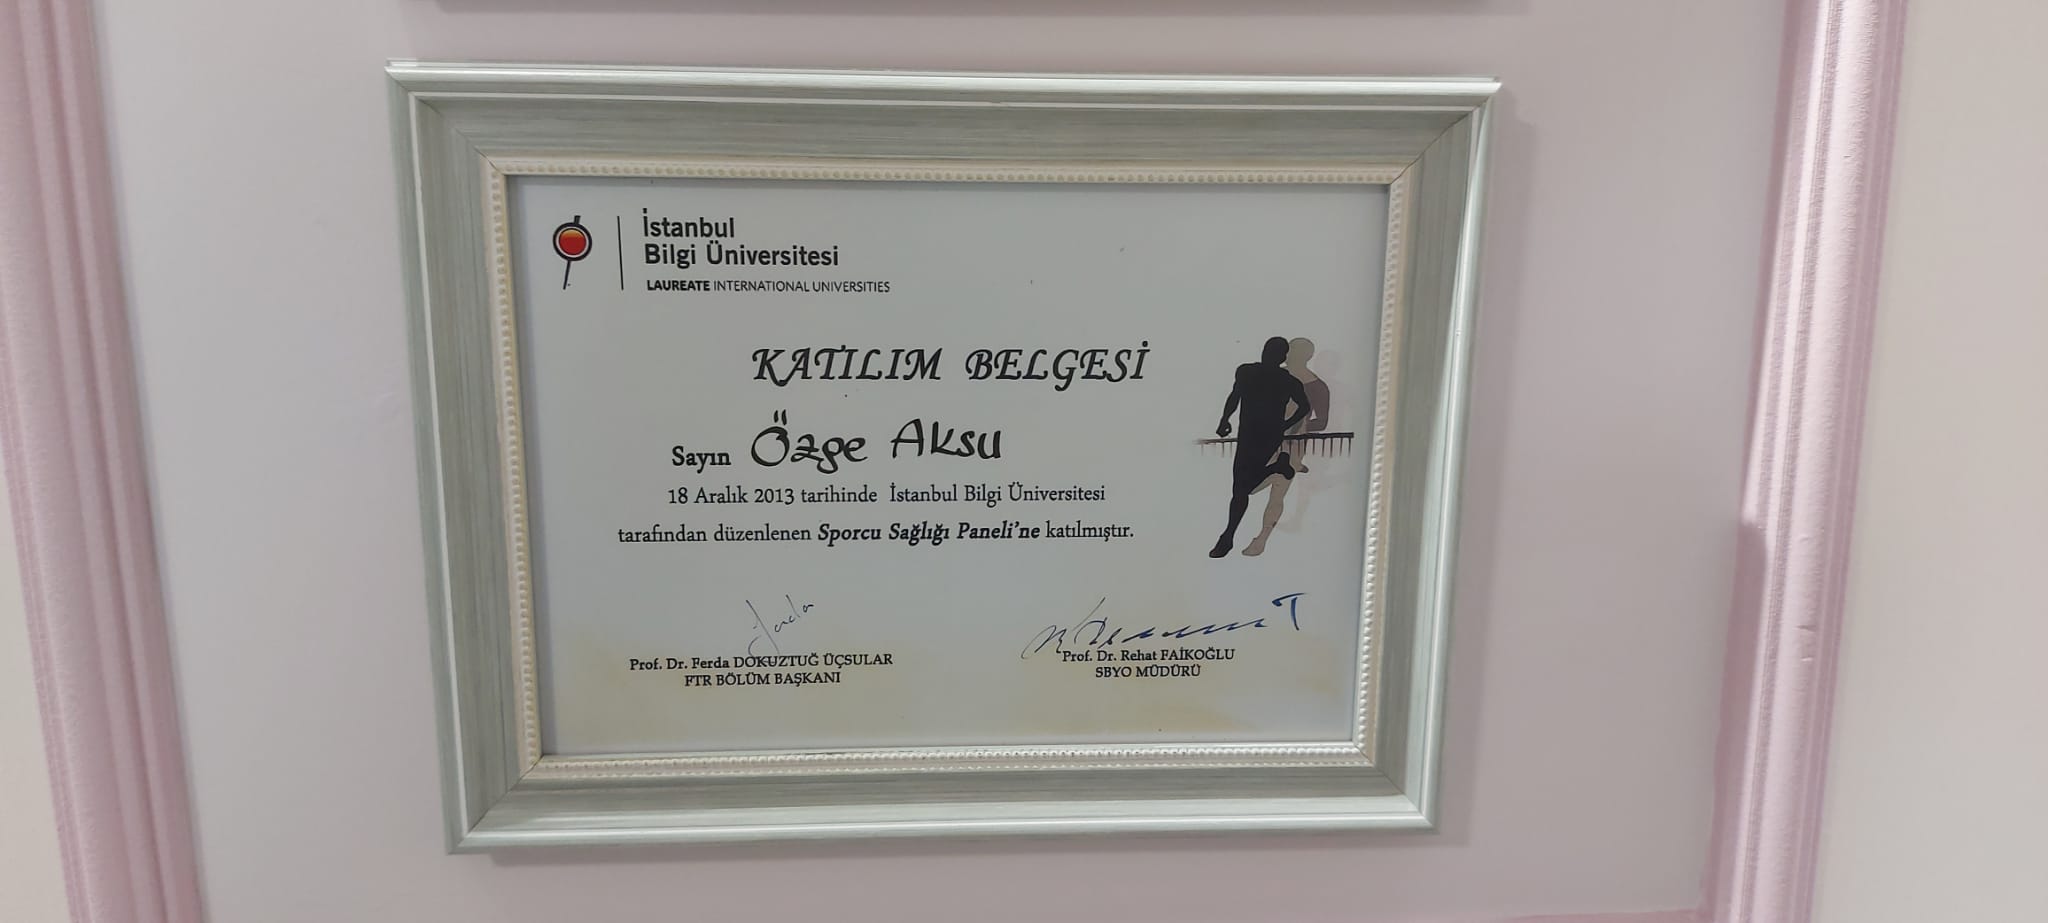 İstanbul
Bilgi Üniversitesi
LAUREATE INTERNATIONAL UNIVERSITIES
KATILIM BELGESİ
Sayın Özge Aksu
18 Aralık 2013 tarihinde İstanbul Bilgi Üniversitesi
tarafından düzenlenen Sporcu Sağlığı Paneli'ne katılmıştır.
Prof. Dr. Ferda DOKUZTUĞ ÜÇSULAR
FTR BÖLÜM BAŞKANI
Prof. Dr. Rehat FAİKOĞLU
SBYO MÜDÜRÜ